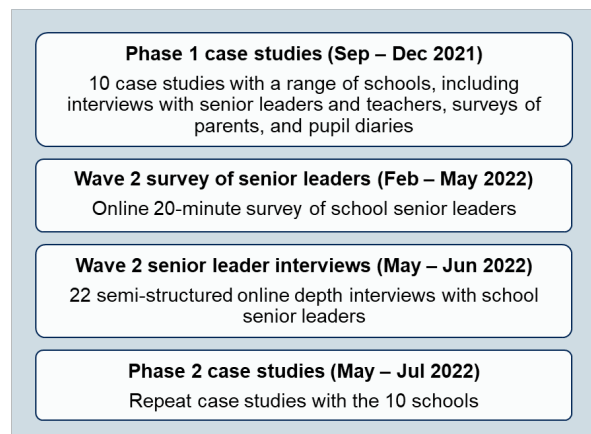 Phase 1 case studies (Sep – Dec 2021)
10 case studies with a range of schools, including
interviews with senior leaders and teachers, surveys of
parents, and pupil diaries
Wave 2 survey of senior leaders (Feb – May 2022)
Online 20-minute survey of school senior leaders
Wave 2 senior leader interviews (May – Jun 2022)
22 semi-structured online depth interviews with school
senior leaders
Phase 2 case studies (May – Jul 2022)
Repeat case studies with the 10 schools